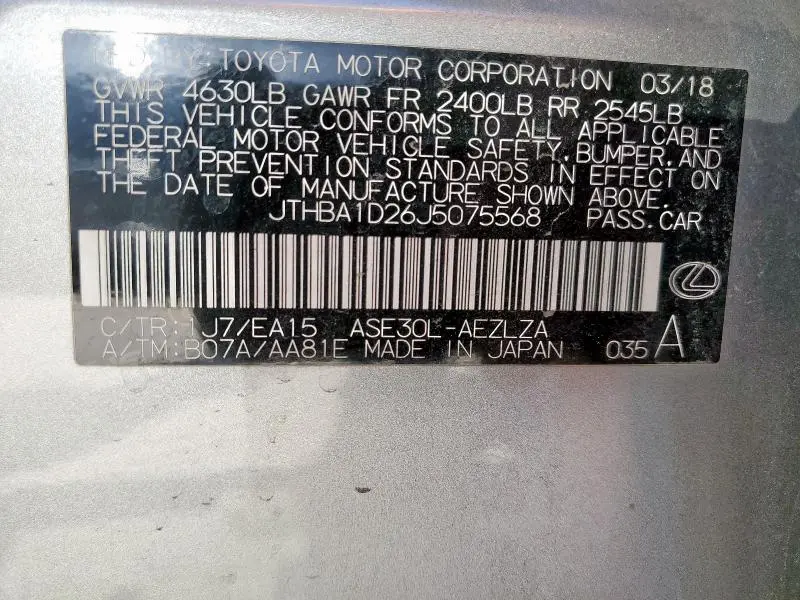 BY TOYOTA MOTOR CORPORATION 03/18
GVWR 4630LB GAWR FR 2400LB RR 2545LB
THIS VEHICLE CONFORMS TO ALL APPLICABLE
FEDERAL MOTOR VEHICLE SAFETY, BUMPER, AND
THEFT PREVENTION STANDARDS IN EFFECT ON
THE DATE OF MANUFACTURE SHOWN ABOVE.
JTHBA1D26J5075568 PASS. CAR
C/TR: 1J7/EA15 ASE30L-AEZLZA
A/TM: B07A/AA81E MADE IN JAPAN 035 A